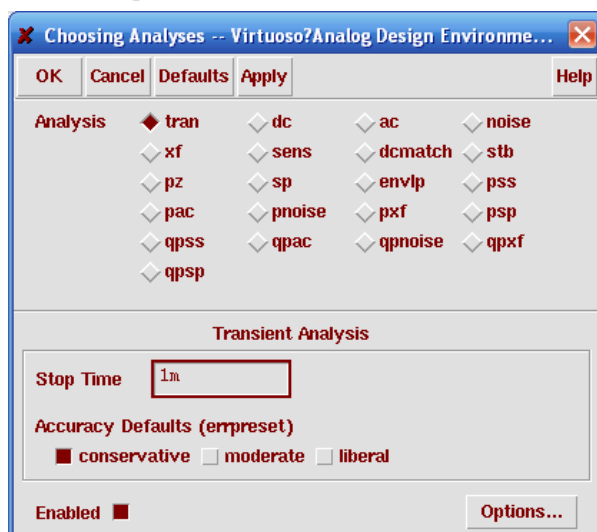 Choosing Analyses -- Virtuoso?Analog Design Environme...
OK Cancel Defaults Apply Help
Analysis tran dc ac noise
xf sens dcmatch stb
pz sp envlp pss
pac pnoise pxf psp
qpss qpac qpnoise qpxf
qpsp
Transient Analysis
Stop Time 1m
Accuracy Defaults (errpreset)
conservative moderate liberal
Enabled Options...